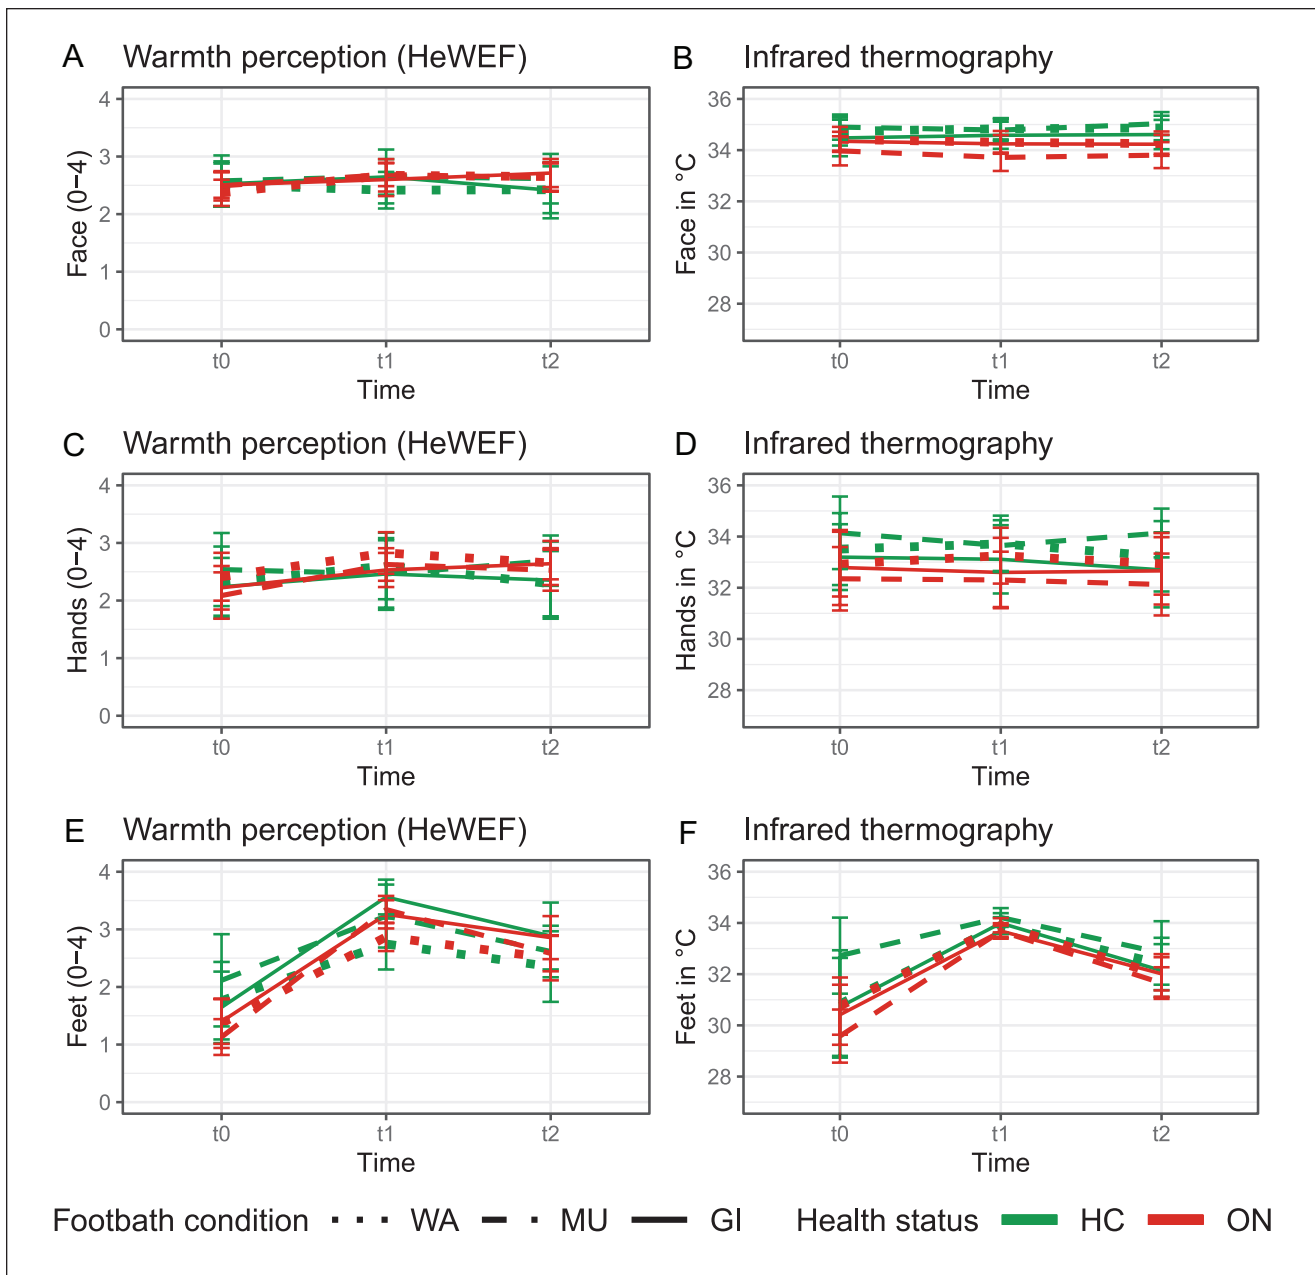 A Warmth perception (HeWEF)
4
3
2
1
0
Face (0−4)
t0 t1 t2
Time
B Infrared thermography
36
34
32
30
28
Face in °C
t0 t1 t2
Time
C Warmth perception (HeWEF)
4
3
2
1
0
Hands (0−4)
t0 t1 t2
Time
D Infrared thermography
36
34
32
30
28
Hands in °C
t0 t1 t2
Time
E Warmth perception (HeWEF)
4
3
2
1
0
Feet (0−4)
t0 t1 t2
Time
F Infrared thermography
36
34
32
30
28
Feet in °C
t0 t1 t2
Time
Footbath condition WA MU GI Health status HC ON